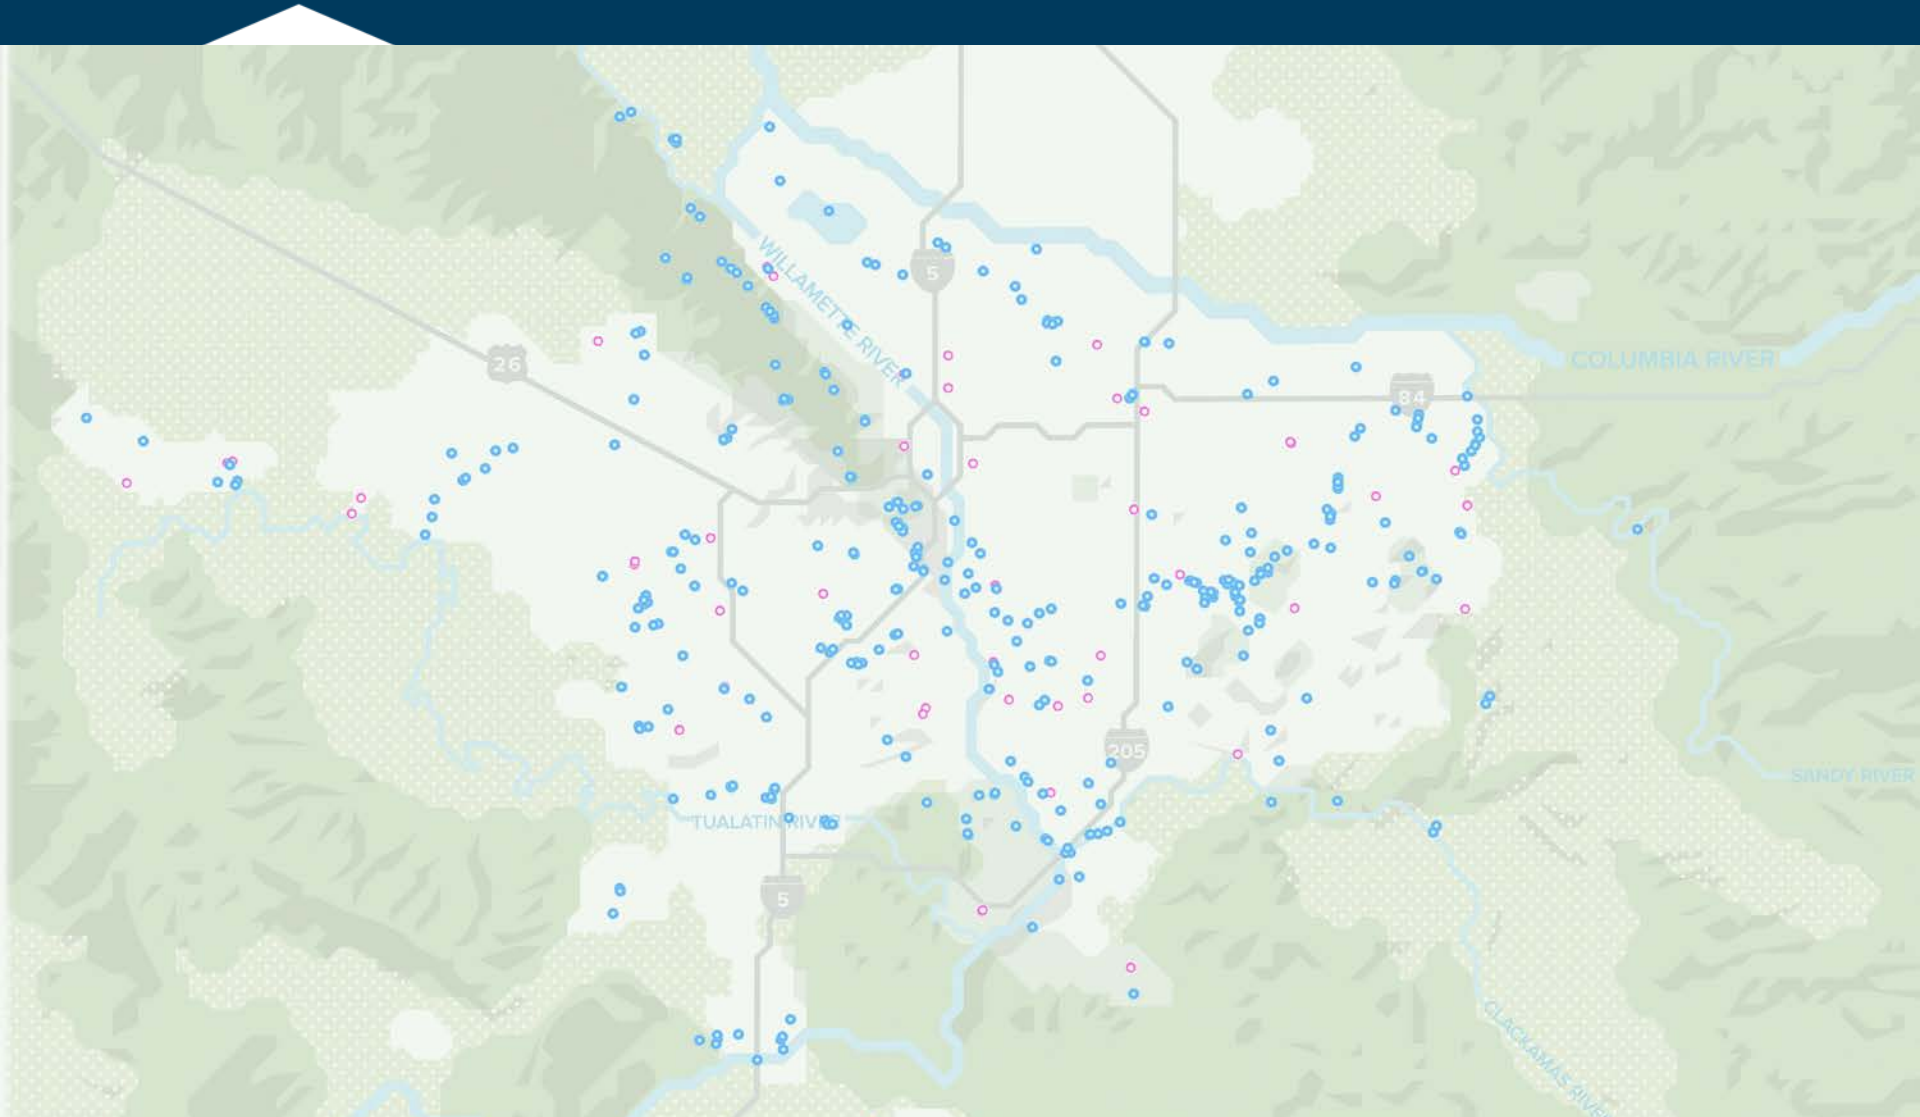 WILLAMETTE RIVER
5
26
COLUMBIA RIVER
84
205
SANDY RIVER
TUALATIN RIVER
5
CLACKAMAS RIVER